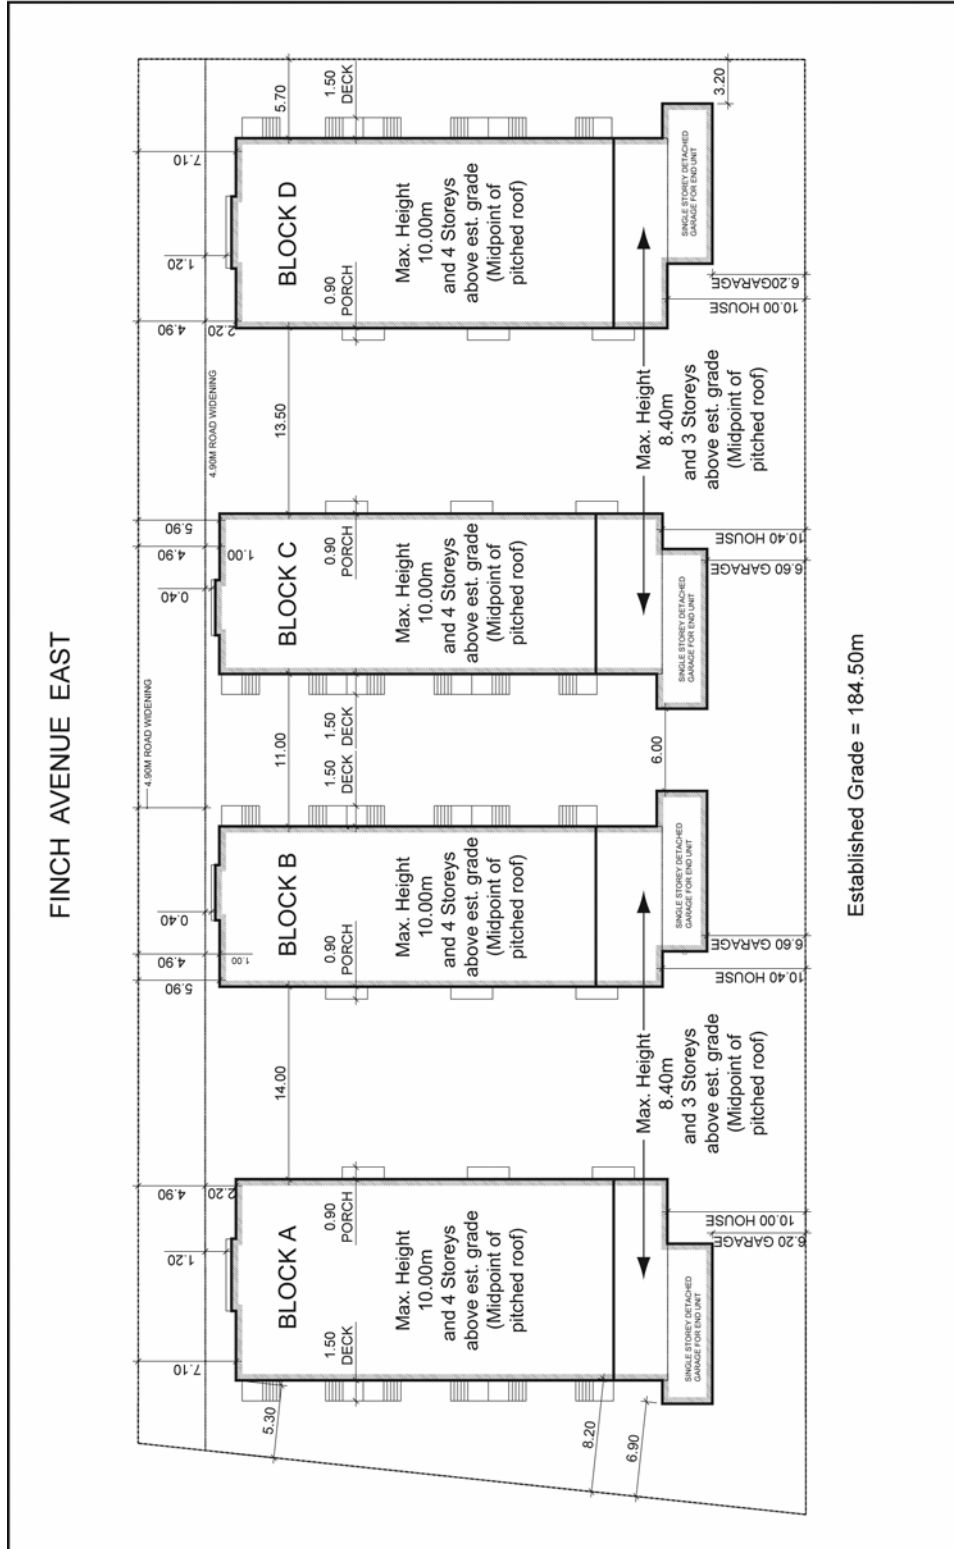 FINCH AVENUE EAST
4.90M ROAD WIDENING
4.90M ROAD WIDENING
7.10
1.20
4.90
2.20
5.30
1.50
DECK
BLOCK A
0.90
PORCH
Max. Height
10.00m
and 4 Storeys
above est. grade
(Midpoint of
pitched roof)
8.20
6.90
SINGLE STOREY DETACHED
GARAGE FOR END UNIT
6.20 GARAGE
10.00 HOUSE
14.00
Max. Height
8.40m
and 3 Storeys
above est. grade
(Midpoint of
pitched roof)
5.90
4.90
1.00
0.40
BLOCK B
0.90
PORCH
Max. Height
10.00m
and 4 Storeys
above est. grade
(Midpoint of
pitched roof)
SINGLE STOREY DETACHED
GARAGE FOR END UNIT
10.40 HOUSE
6.60 GARAGE
11.00
1.50
DECK
1.50
DECK
6.00
0.40
4.90
5.90
1.00
BLOCK C
0.90
PORCH
Max. Height
10.00m
and 4 Storeys
above est. grade
(Midpoint of
pitched roof)
SINGLE STOREY DETACHED
GARAGE FOR END UNIT
6.60 GARAGE
10.40 HOUSE
13.50
Max. Height
8.40m
and 3 Storeys
above est. grade
(Midpoint of
pitched roof)
4.90
2.20
1.20
7.10
BLOCK D
0.90
PORCH
Max. Height
10.00m
and 4 Storeys
above est. grade
(Midpoint of
pitched roof)
SINGLE STOREY DETACHED
GARAGE FOR END UNIT
10.00 HOUSE
6.20GARAGE
5.70
1.50
DECK
3.20
Established Grade = 184.50m